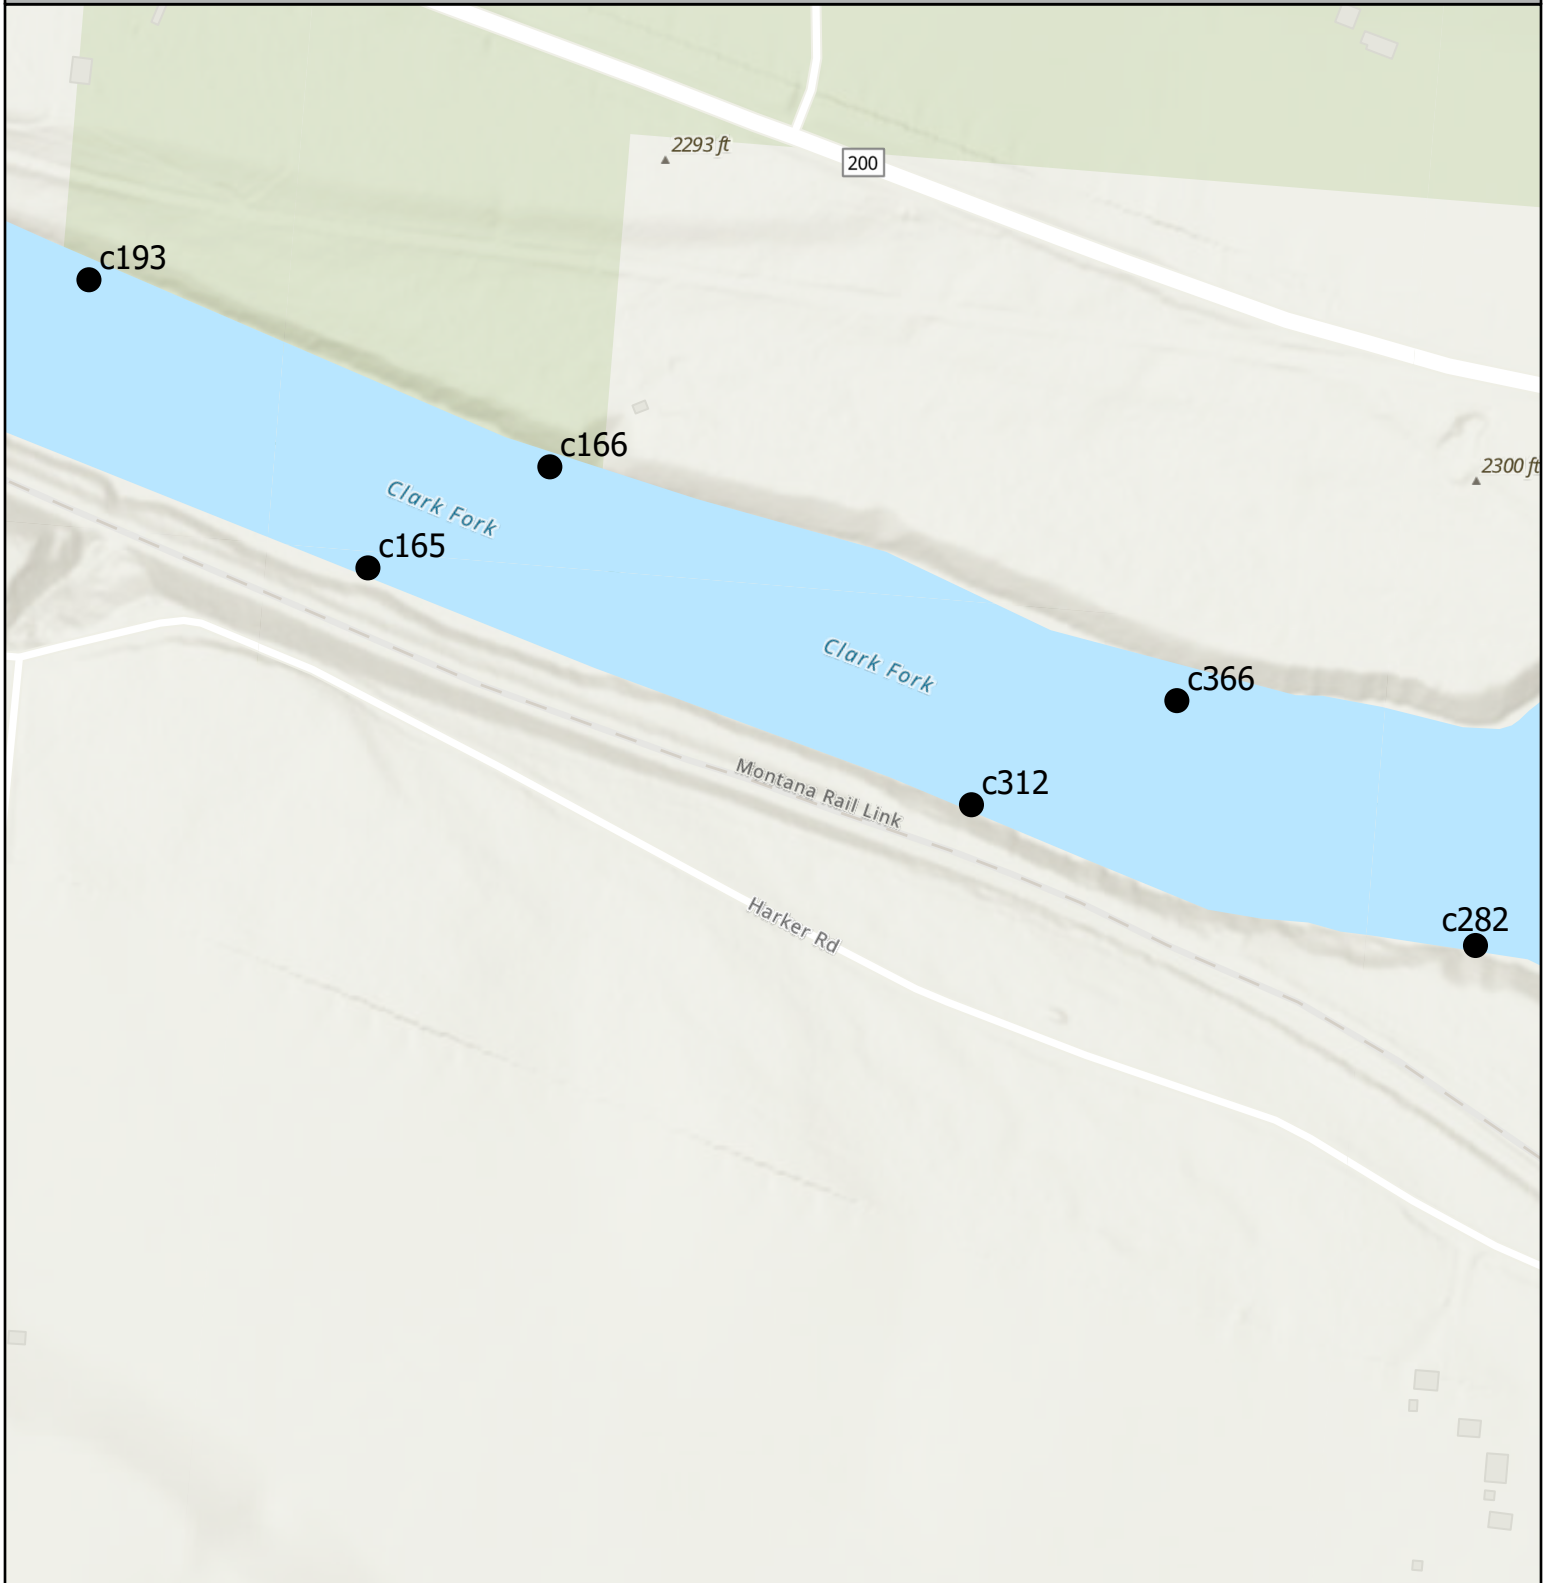 2293 ft
200
c193
c166
2300 ft
Clark Fork
c165
Clark Fork
c366
Montana Rail Link
c312
Harker Rd
c282